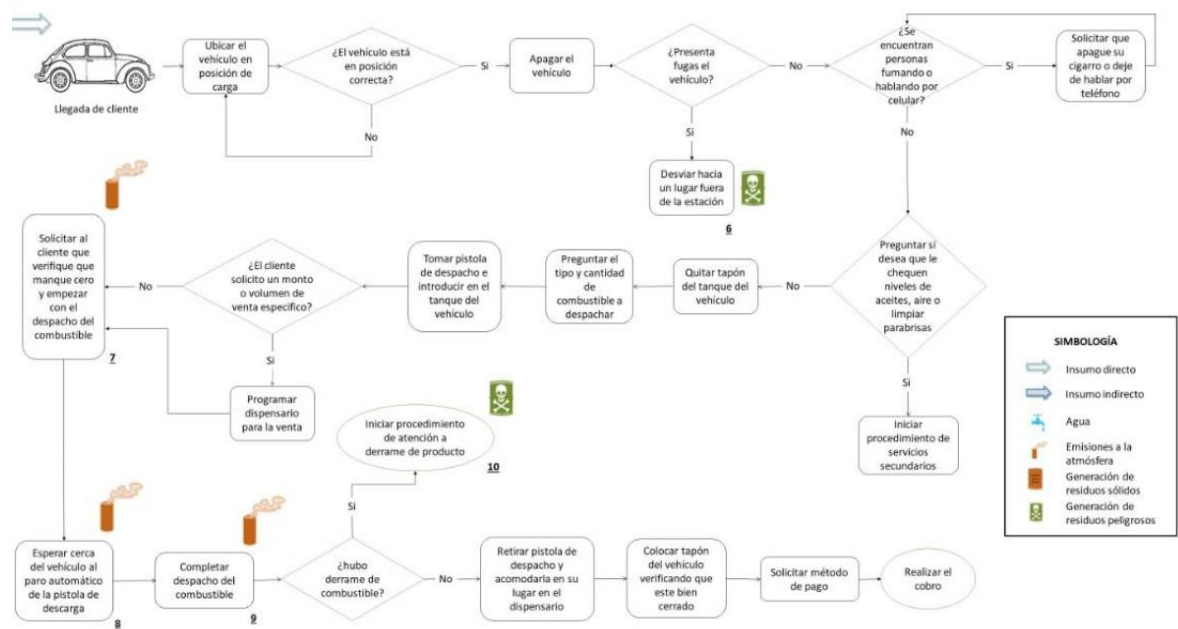 Llegada de cliente
Ubicar el
vehículo en
posición de
carga
¿El vehículo está
en posición
correcta?
Si
No
Apagar el
vehículo
¿Presenta
fugas el
vehículo?
No
Si
Desviar hacia
un lugar fuera
de la estación
6
¿Se
encuentran
personas
fumando o
hablando por
celular?
Si
No
Solicitar que
apague su
cigarro o deje
de hablar por
teléfono
Preguntar si
desea que le
chequen
niveles de
aceites, aire o
limpiar
parabrisas
No
Si
Iniciar
procedimiento de
servicios
secundarios
Quitar tapón
del tanque del
vehículo
Preguntar el
tipo y cantidad
de
combustible a
despachar
Tomar pistola
de despacho e
introducir en el
tanque del
vehículo
¿El cliente
solicito un monto
o volumen de
venta especifico?
No
Si
Programar
dispensario
para la venta
Solicitar al
cliente que
verifique que
manque cero
y empezar
con el
despacho del
combustible
7
Esperar cerca
del vehículo al
paro automático
de la pistola de
descarga
8
Completar
despacho del
combustible
9
¿hubo
derrame de
combustible?
Si
Iniciar procedimiento
de atención a
derrame de producto
10
No
Retirar pistola de
despacho y
acomodarla en su
lugar en el
dispensario
Colocar tapón
del vehículo
verificando que
este bien
cerrado
Solicitar método
de pago
Realizar el
cobro
SIMBOLOGÍA
Insumo directo
Insumo indirecto
Agua
Emisiones a la
atmósfera
Generación de
residuos sólidos
Generación de
residuos peligrosos